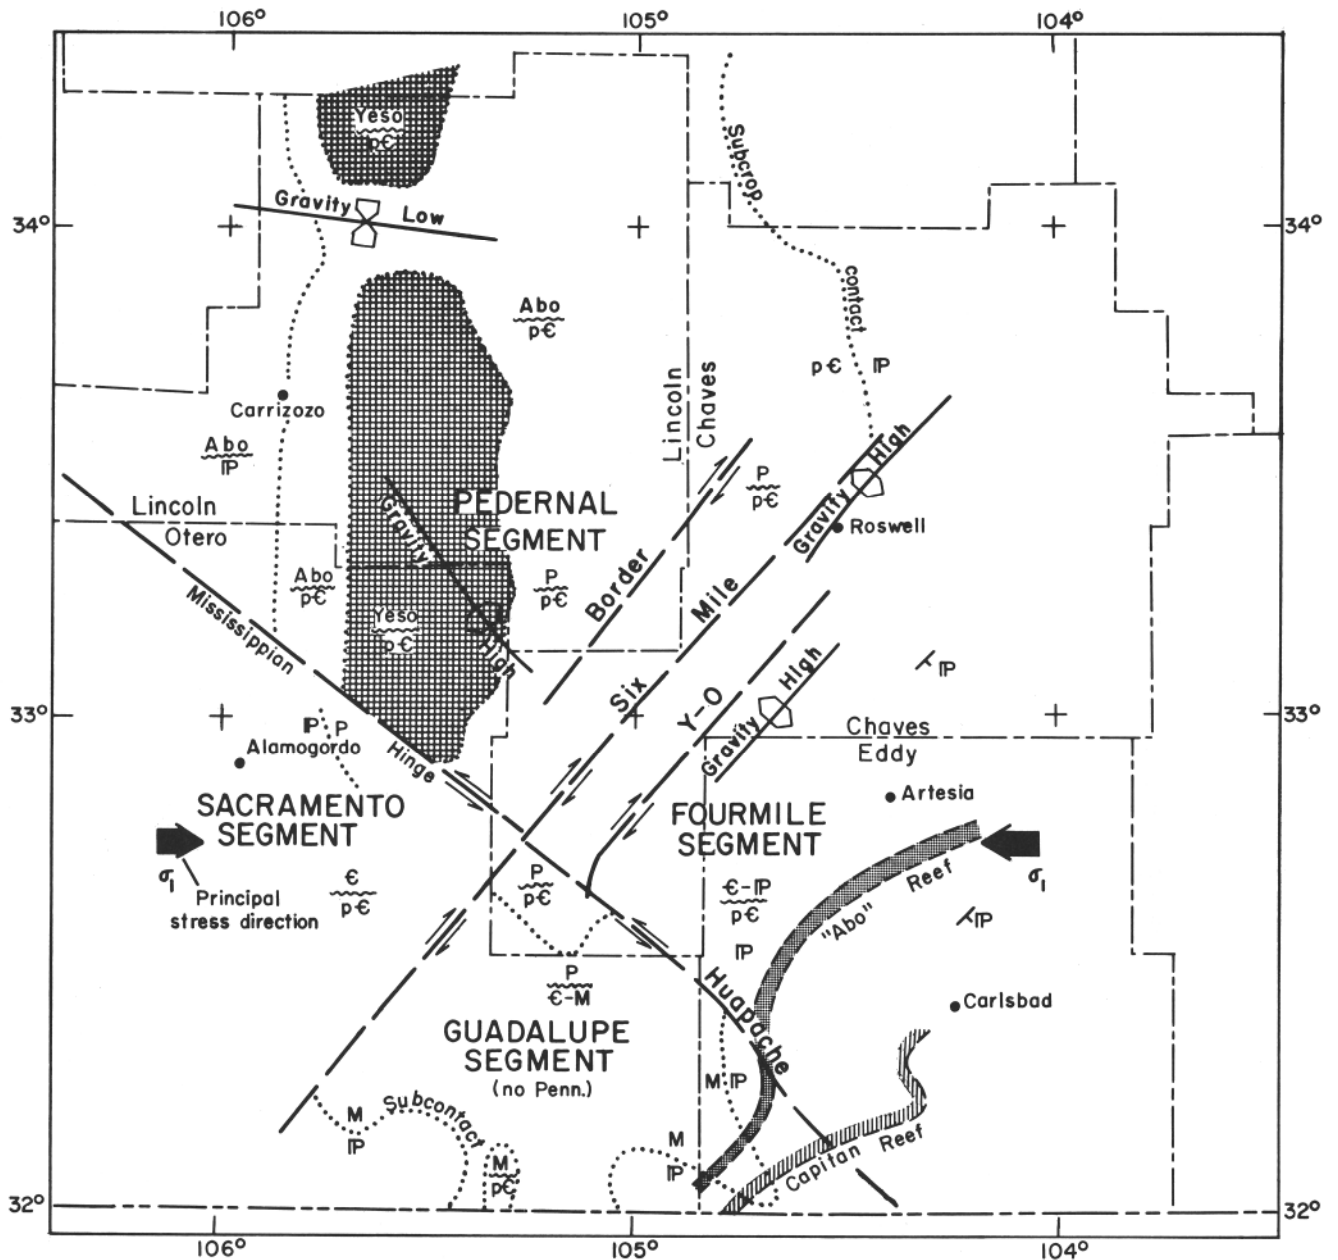 106° 105° 104°
Yeso
p€
Subcrop
Gravity Low
34° 34°
contact
Abo
p€
p€ IP
Lincoln
Chaves
Carrizozo
Abo
IP
Gravity High
P
p€
PEDERNAL
SEGMENT
Gravity High
Roswell
Lincoln
Otero
Border
Abo
p€
P
p€
Six Mile
Mississippian Hinge
Yeso
p€
IP
Y-O
Gravity High
33° 33°
IP P
Chaves
Eddy
Alamogordo
Artesia
SACRAMENTO
SEGMENT
FOURMILE
SEGMENT
σ₁ σ₁
Principal
stress direction
€
p€
P
p€
€-IP
p€
"Abo" Reef
IP
IP
P
€-M
Huapache
Carlsbad
GUADALUPE
SEGMENT
(no Penn.)
M IP
M
IP
Subcontact
M
p€
M
IP
Capitan Reef
32° 32°
106° 105° 104°